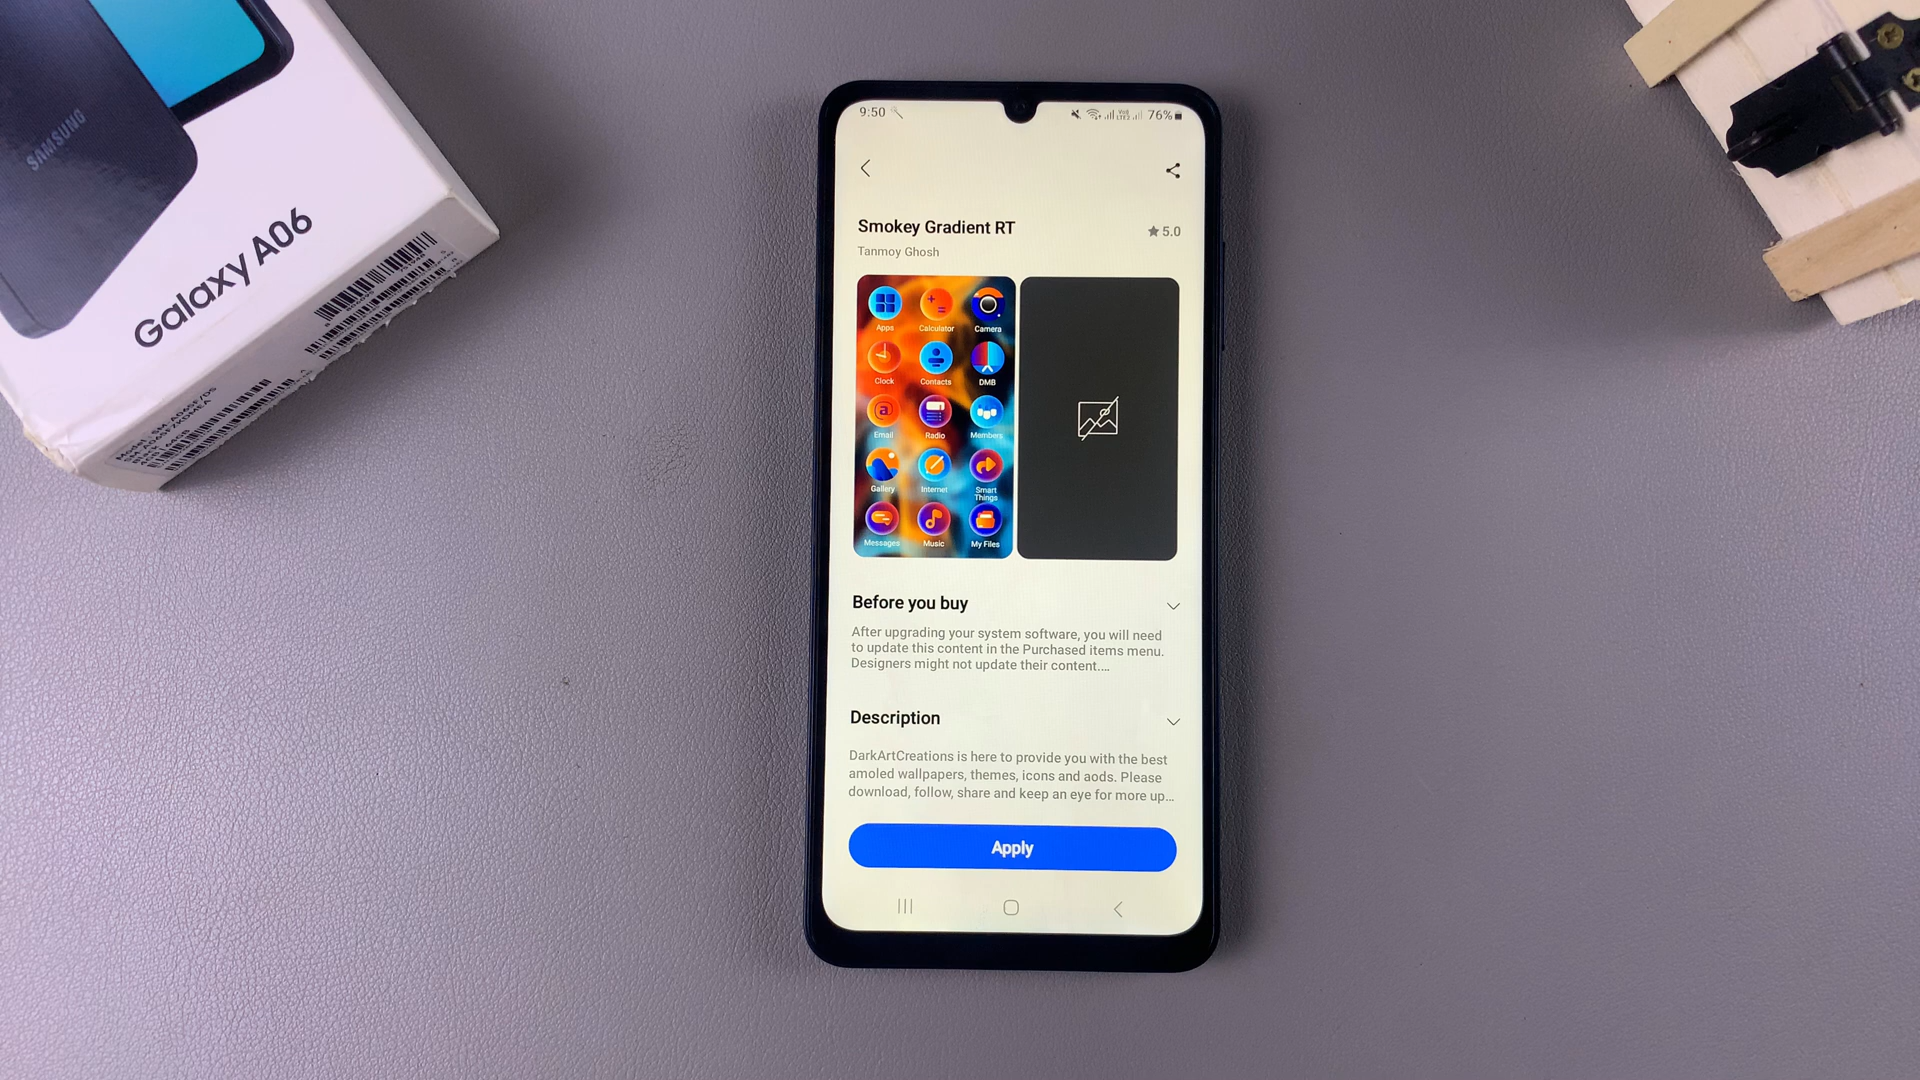 SAMSUNG
Galaxy A06
Black
9:50
76%
Smokey Gradient RT
★ 5.0
Tanmoy Ghosh
Apps Calculator Camera
Clock Contacts DMB
Email Radio Members
Gallery Internet Smart Things
Messages Music My Files
Before you buy
After upgrading your system software, you will need
to update this content in the Purchased items menu.
Designers might not update their content....
Description
DarkArtCreations is here to provide you with the best
amoled wallpapers, themes, icons and aods. Please
download, follow, share and keep an eye for more up...
Apply